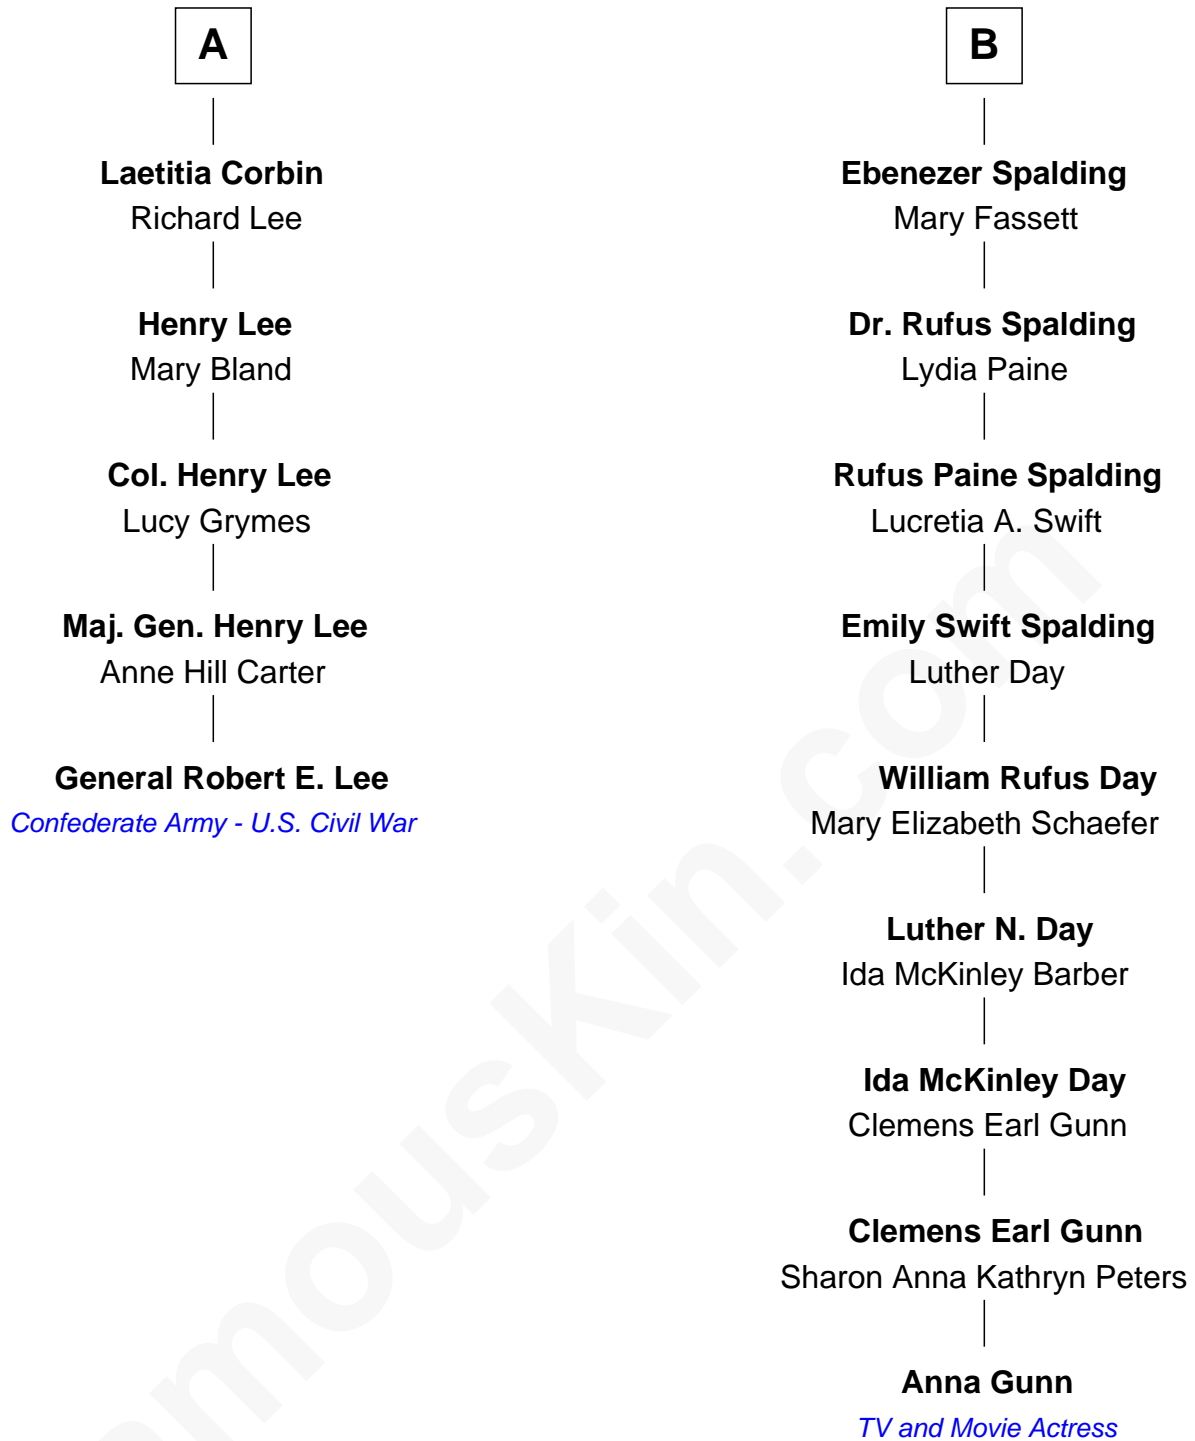 A
Laetitia Corbin
Richard Lee
Henry Lee
Mary Bland
Col. Henry Lee
Lucy Grymes
Maj. Gen. Henry Lee
Anne Hill Carter
General Robert E. Lee
Confederate Army - U.S. Civil War
B
Ebenezer Spalding
Mary Fassett
Dr. Rufus Spalding
Lydia Paine
Rufus Paine Spalding
Lucretia A. Swift
Emily Swift Spalding
Luther Day
William Rufus Day
Mary Elizabeth Schaefer
Luther N. Day
Ida McKinley Barber
Ida McKinley Day
Clemens Earl Gunn
Clemens Earl Gunn
Sharon Anna Kathryn Peters
Anna Gunn
TV and Movie Actress
amousKin.com